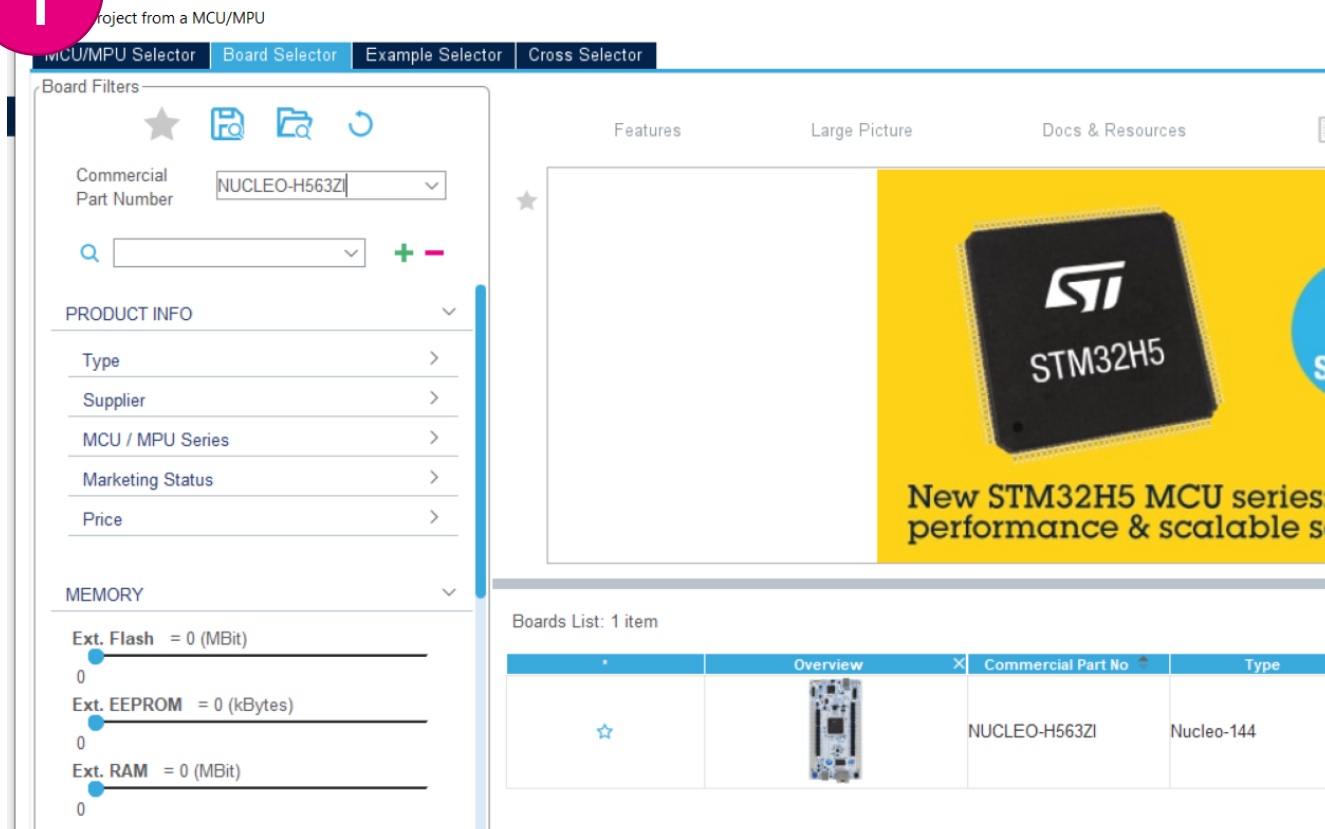 roject from a MCU/MPU
MCU/MPU Selector
Board Selector
Example Selector
Cross Selector
Board Filters
Features
Large Picture
Docs & Resources
Commercial
Part Number
NUCLEO-H563ZI
PRODUCT INFO
Type
Supplier
MCU / MPU Series
Marketing Status
Price
MEMORY
Ext. Flash = 0 (MBit)
0
Ext. EEPROM = 0 (kBytes)
0
Ext. RAM = 0 (MBit)
0
ST
STM32H5
S
New STM32H5 MCU series:
performance & scalable s
Boards List: 1 item
*
Overview
Commercial Part No
Type
NUCLEO-H563ZI
Nucleo-144